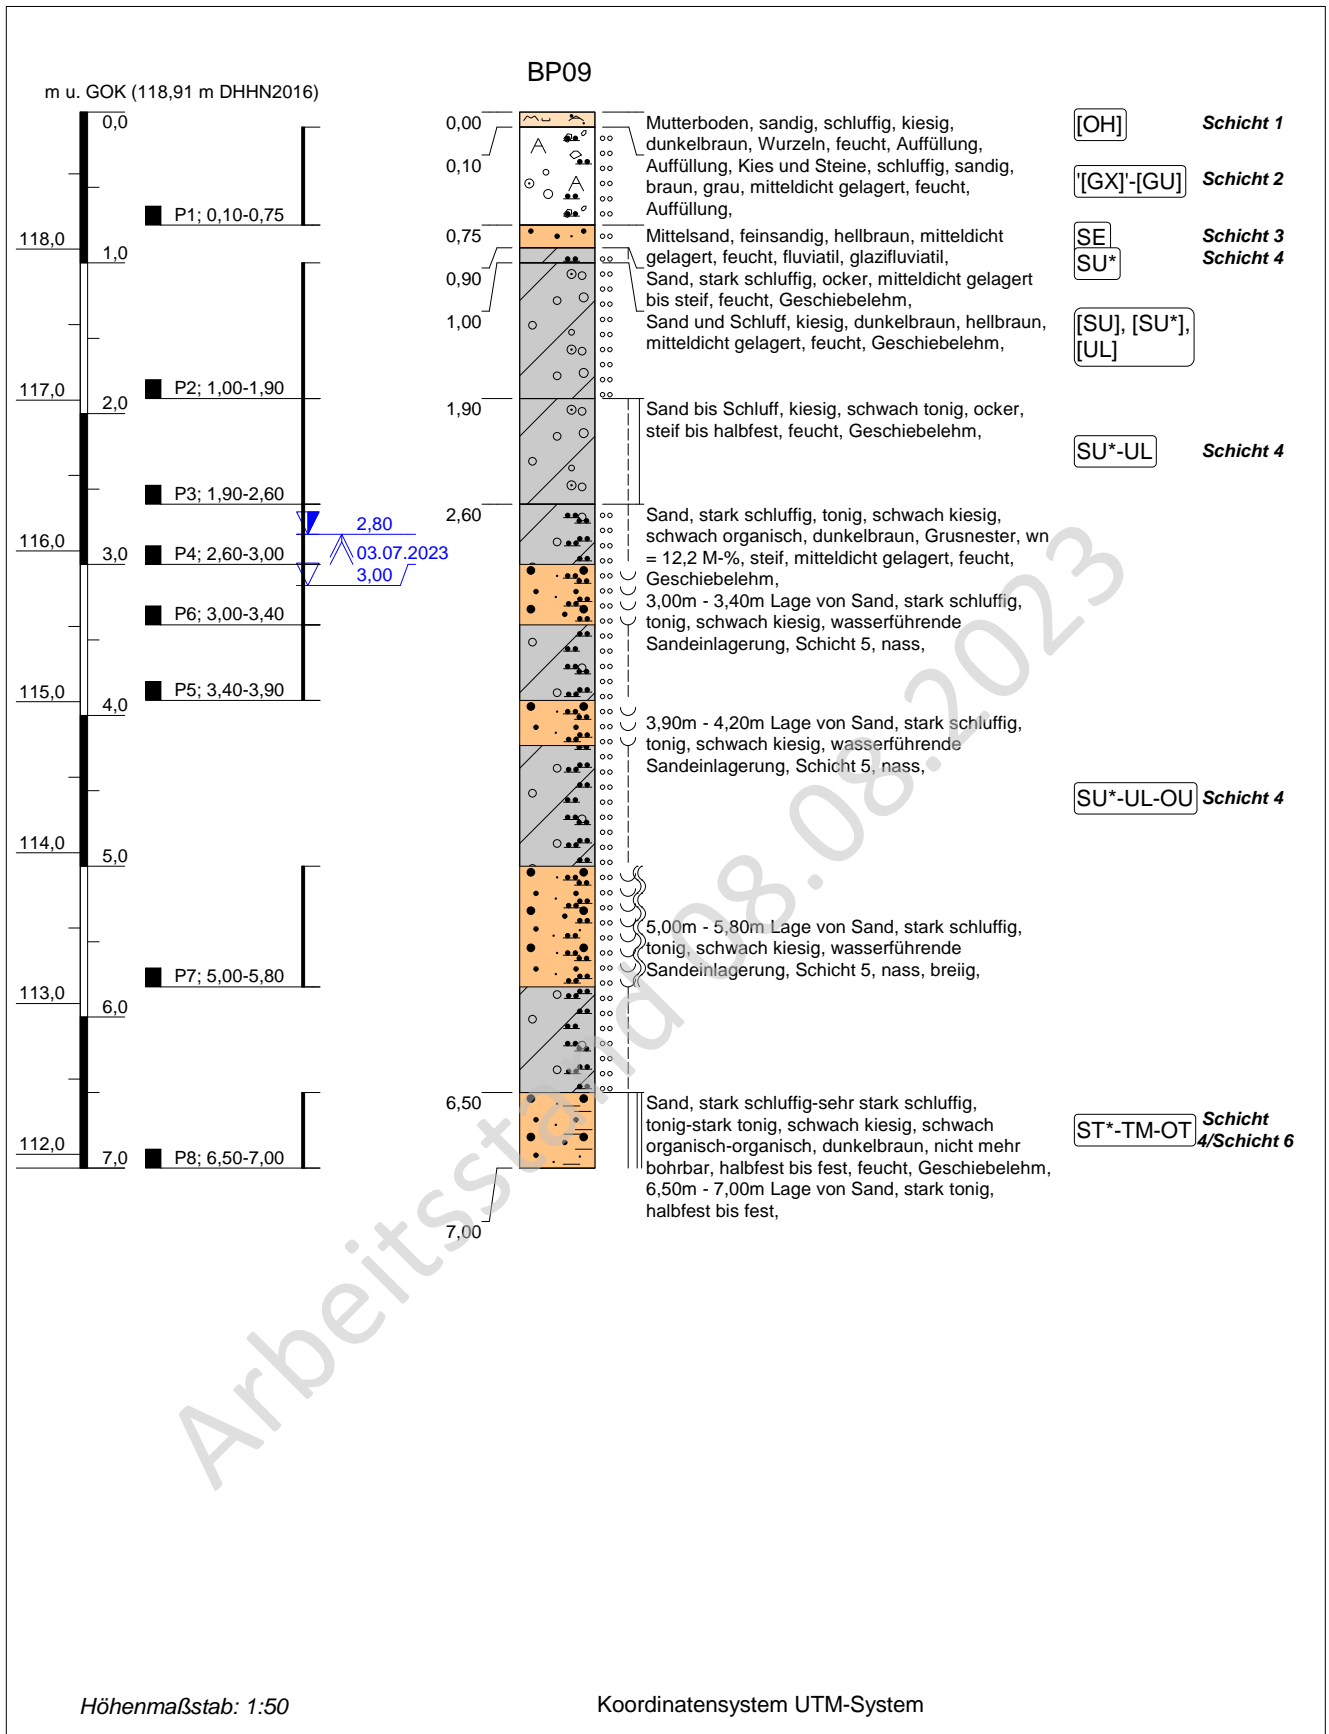 BP09
m u. GOK (118,91 m DHHN2016)
0,0
1,0
2,0
3,0
4,0
5,0
6,0
7,0
118,0
117,0
116,0
115,0
114,0
113,0
112,0
P1; 0,10-0,75
P2; 1,00-1,90
P3; 1,90-2,60
P4; 2,60-3,00
P6; 3,00-3,40
P5; 3,40-3,90
P7; 5,00-5,80
P8; 6,50-7,00
2,80
03.07.2023
3,00
0,00
Mutterboden, sandig, schluffig, kiesig,
dunkelbraun, Wurzeln, feucht, Auffüllung,
[OH]
Schicht 1
0,10
Auffüllung, Kies und Steine, schluffig, sandig,
braun, grau, mitteldicht gelagert, feucht,
Auffüllung,
'[GX]'-[GU]
Schicht 2
0,75
Mittelsand, feinsandig, hellbraun, mitteldicht
gelagert, feucht, fluviatil, glazifluviatil,
SE
Schicht 3
0,90
Sand, stark schluffig, ocker, mitteldicht gelagert
bis steif, feucht, Geschiebelehm,
SU*
Schicht 4
1,00
Sand und Schluff, kiesig, dunkelbraun, hellbraun,
mitteldicht gelagert, feucht, Geschiebelehm,
[SU], [SU*],
[UL]
1,90
Sand bis Schluff, kiesig, schwach tonig, ocker,
steif bis halbfest, feucht, Geschiebelehm,
SU*-UL
Schicht 4
2,60
Sand, stark schluffig, tonig, schwach kiesig,
schwach organisch, dunkelbraun, Grusnester, wn
= 12,2 M-%, steif, mitteldicht gelagert, feucht,
Geschiebelehm,
3,00m - 3,40m Lage von Sand, stark schluffig,
tonig, schwach kiesig, wasserführende
Sandeinlagerung, Schicht 5, nass,
3,90m - 4,20m Lage von Sand, stark schluffig,
tonig, schwach kiesig, wasserführende
Sandeinlagerung, Schicht 5, nass,
SU*-UL-OU
Schicht 4
5,00m - 5,80m Lage von Sand, stark schluffig,
tonig, schwach kiesig, wasserführende
Sandeinlagerung, Schicht 5, nass, breiig,
6,50
Sand, stark schluffig-sehr stark schluffig,
tonig-stark tonig, schwach kiesig, schwach
organisch-organisch, dunkelbraun, nicht mehr
bohrbar, halbfest bis fest, feucht, Geschiebelehm,
6,50m - 7,00m Lage von Sand, stark tonig,
halbfest bis fest,
ST*-TM-OT
Schicht
4/Schicht 6
7,00
Arbeitsstand 08.08.2023
Höhenmaßstab: 1:50
Koordinatensystem UTM-System